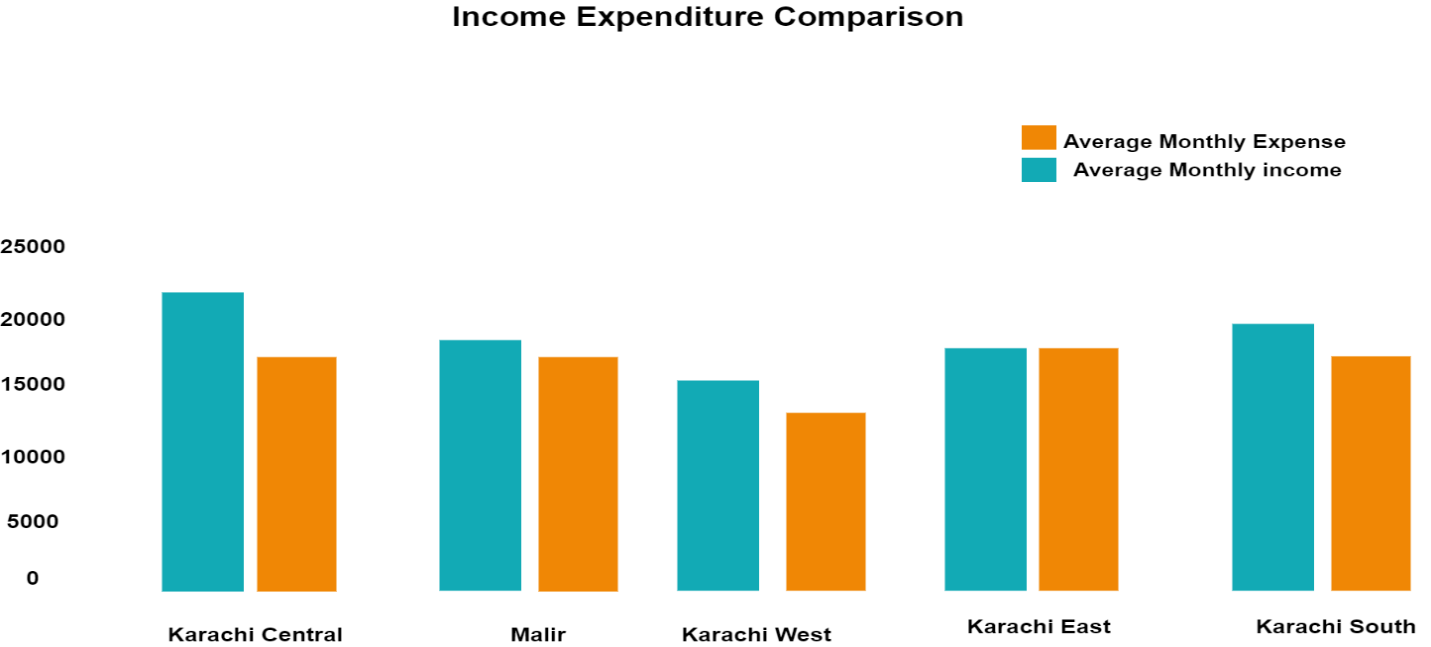 Income Expenditure Comparison
Average Monthly Expense
Average Monthly income
25000
20000
15000
10000
5000
0
Karachi Central
Malir
Karachi West
Karachi East
Karachi South